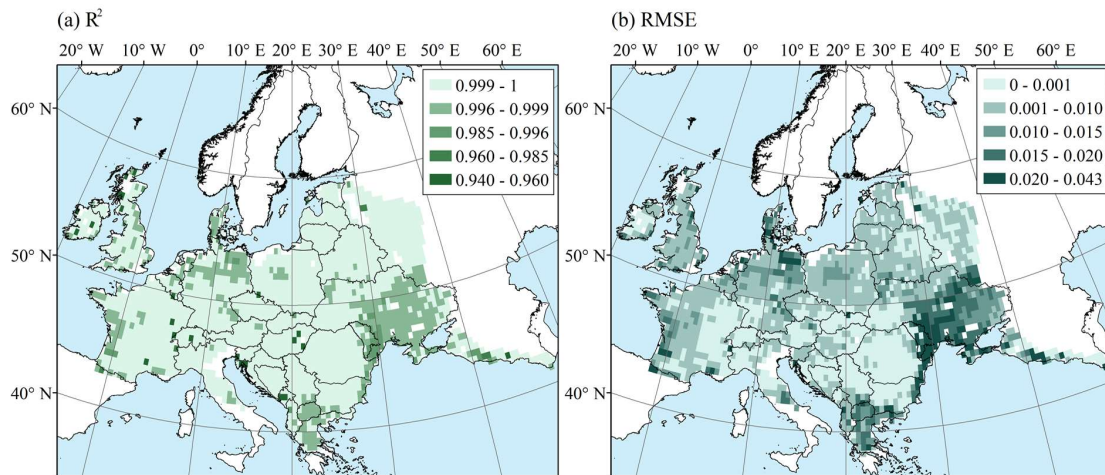 (a) R²
(b) RMSE
20° W 10° W 0° 10° E 20° E 30° E 40° E 50° E 60° E
20° W 10° W 0° 10° E 20° E 30° E 40° E 50° E 60° E
60° N
50° N
40° N
0.999 - 1
0.996 - 0.999
0.985 - 0.996
0.960 - 0.985
0.940 - 0.960
60° N
50° N
40° N
0 - 0.001
0.001 - 0.010
0.010 - 0.015
0.015 - 0.020
0.020 - 0.043